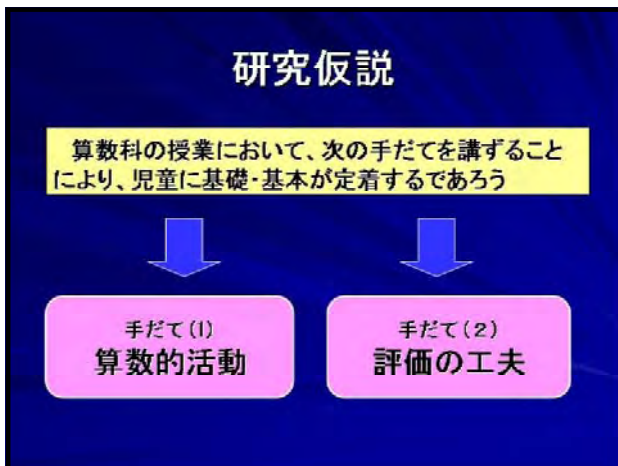 研究仮説
算数科の授業において、次の手だてを講ずること
により、児童に基礎・基本が定着するであろう
手だて(1)
算数的活動
手だて(2)
評価の工夫